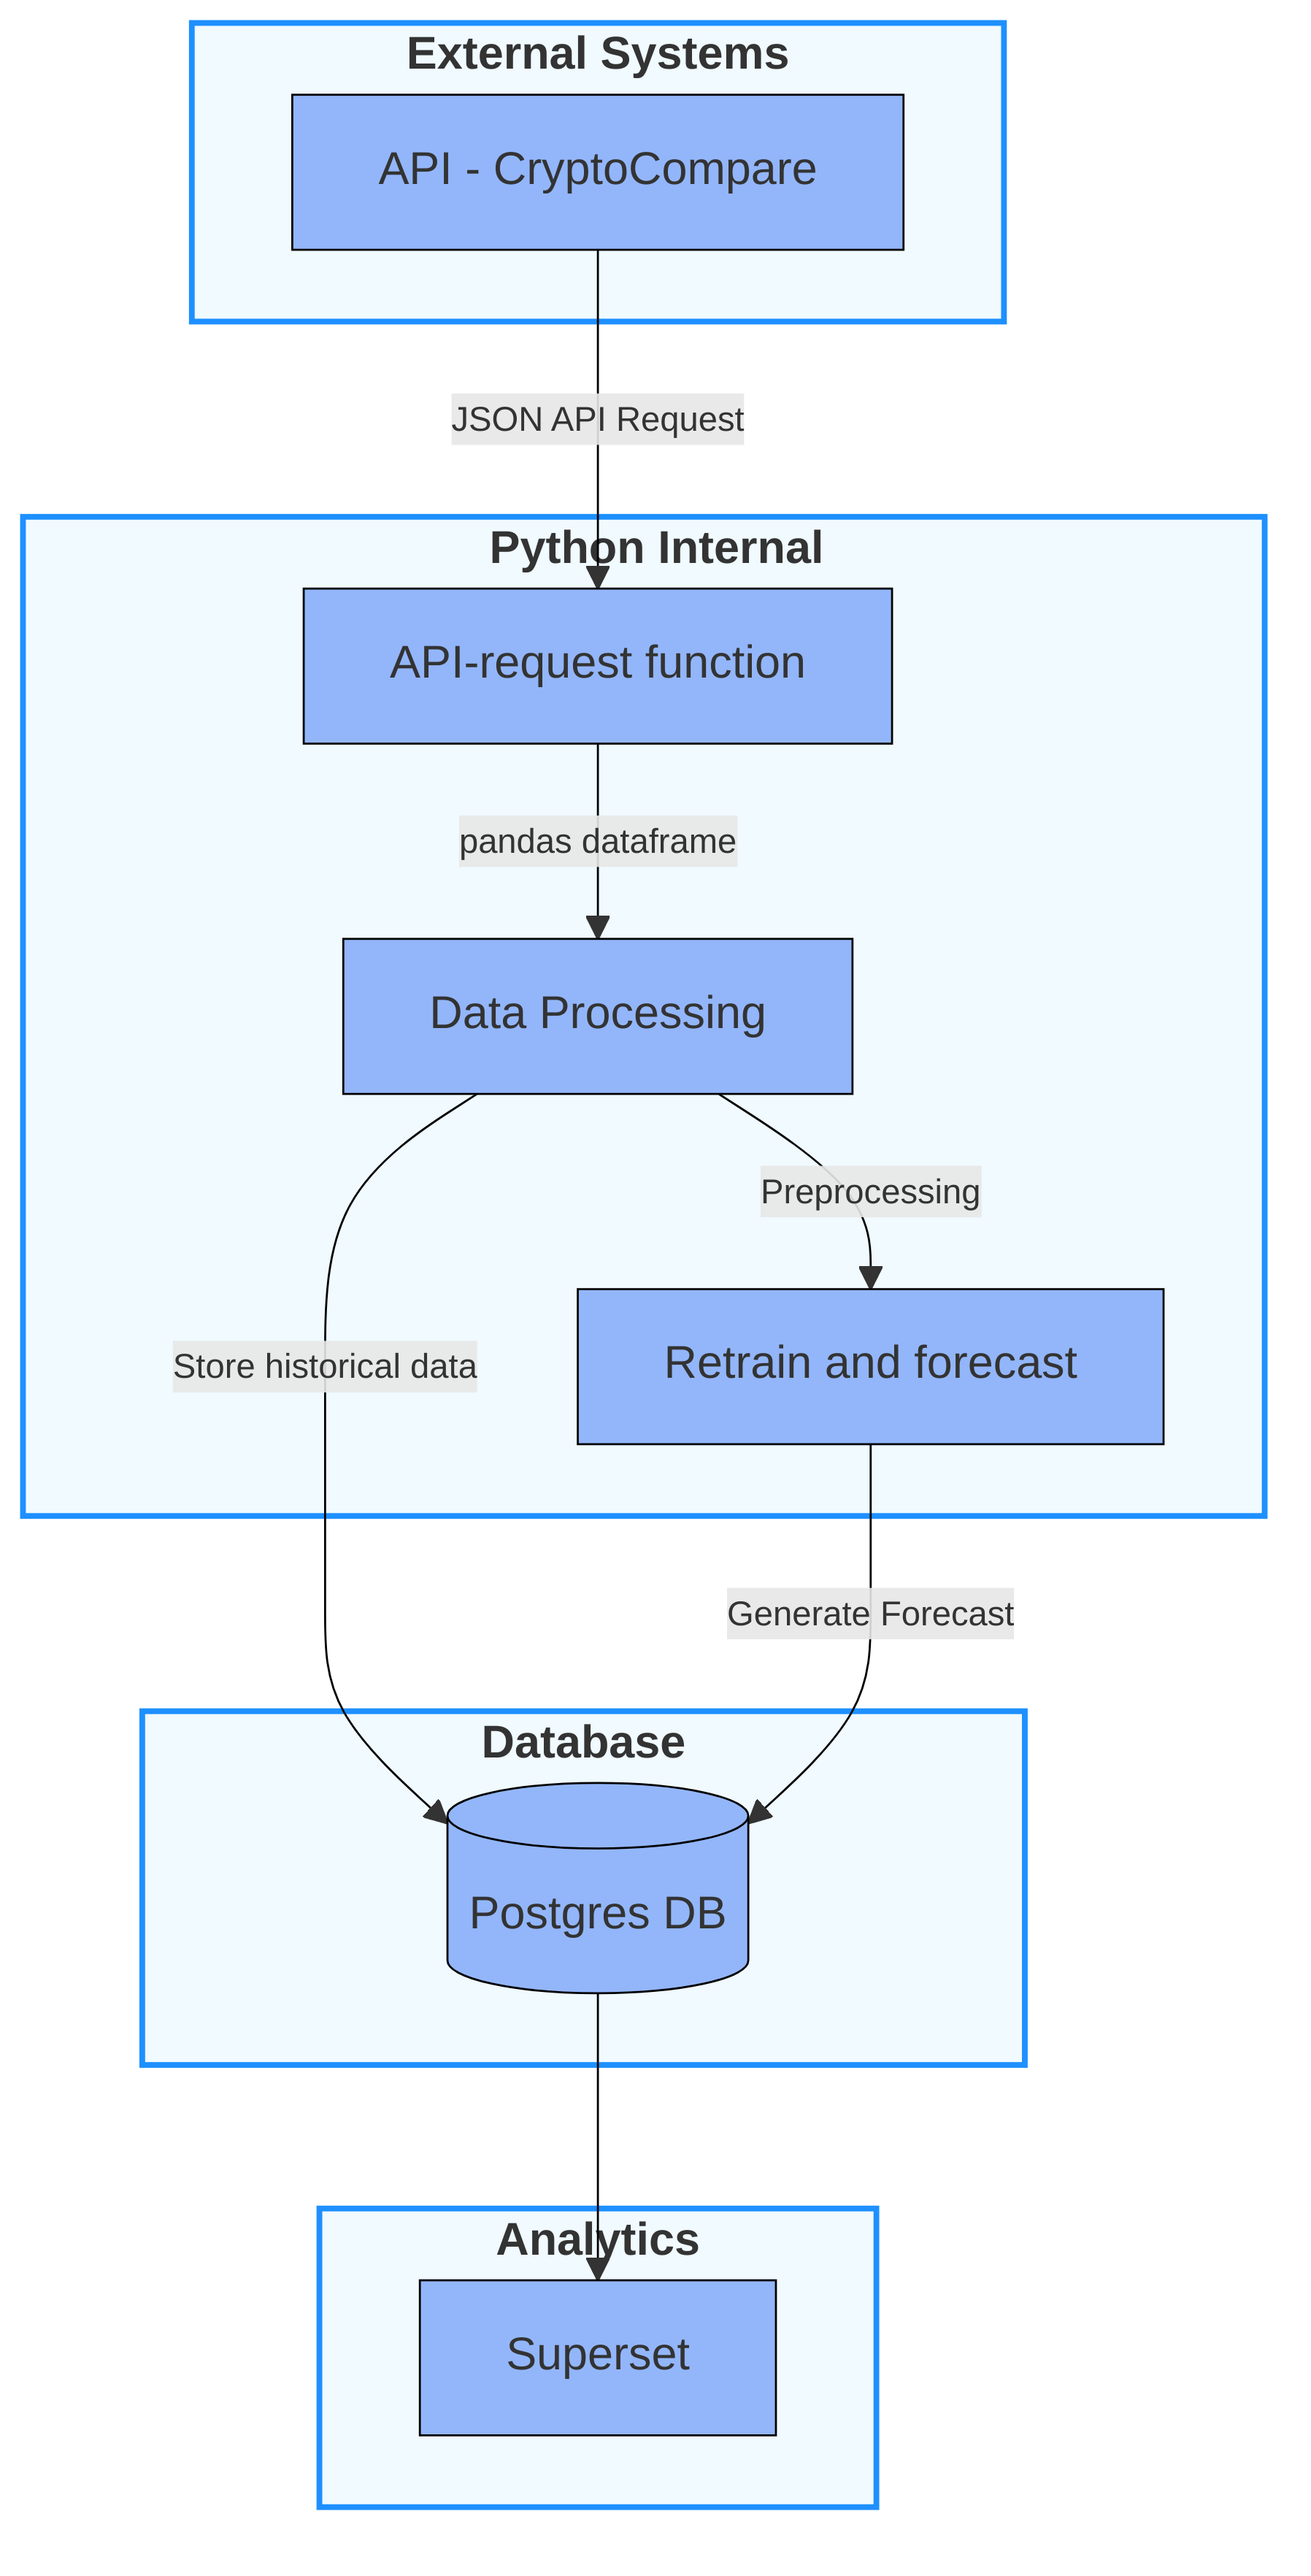 External Systems
API - CryptoCompare
JSON API Request
Python Internal
API-request function
pandas dataframe
Data Processing
Preprocessing
Store historical data
Retrain and forecast
Generate Forecast
Database
Postgres DB
Analytics
Superset